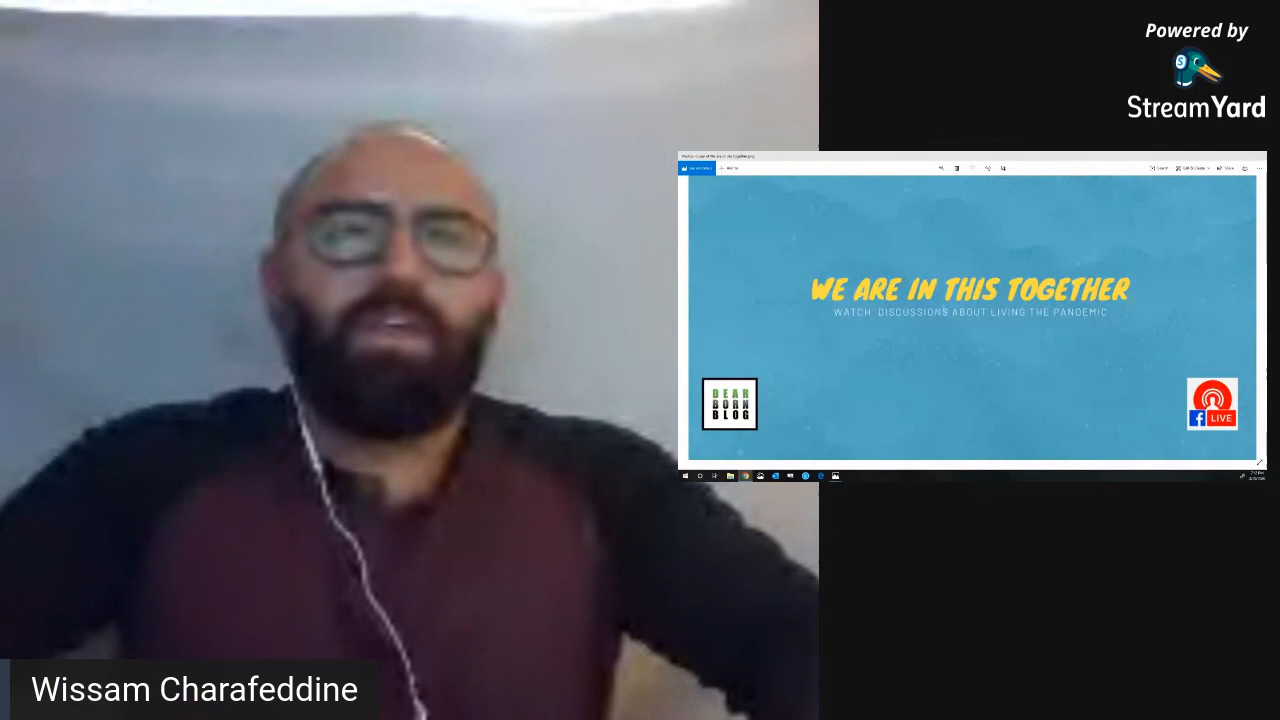 Powered by
StreamYard
WE ARE IN THIS TOGETHER
WATCH DISCUSSIONS ABOUT LIVING THE PANDEMIC
DEAR
BORN
BLOG
LIVE
Wissam Charafeddine